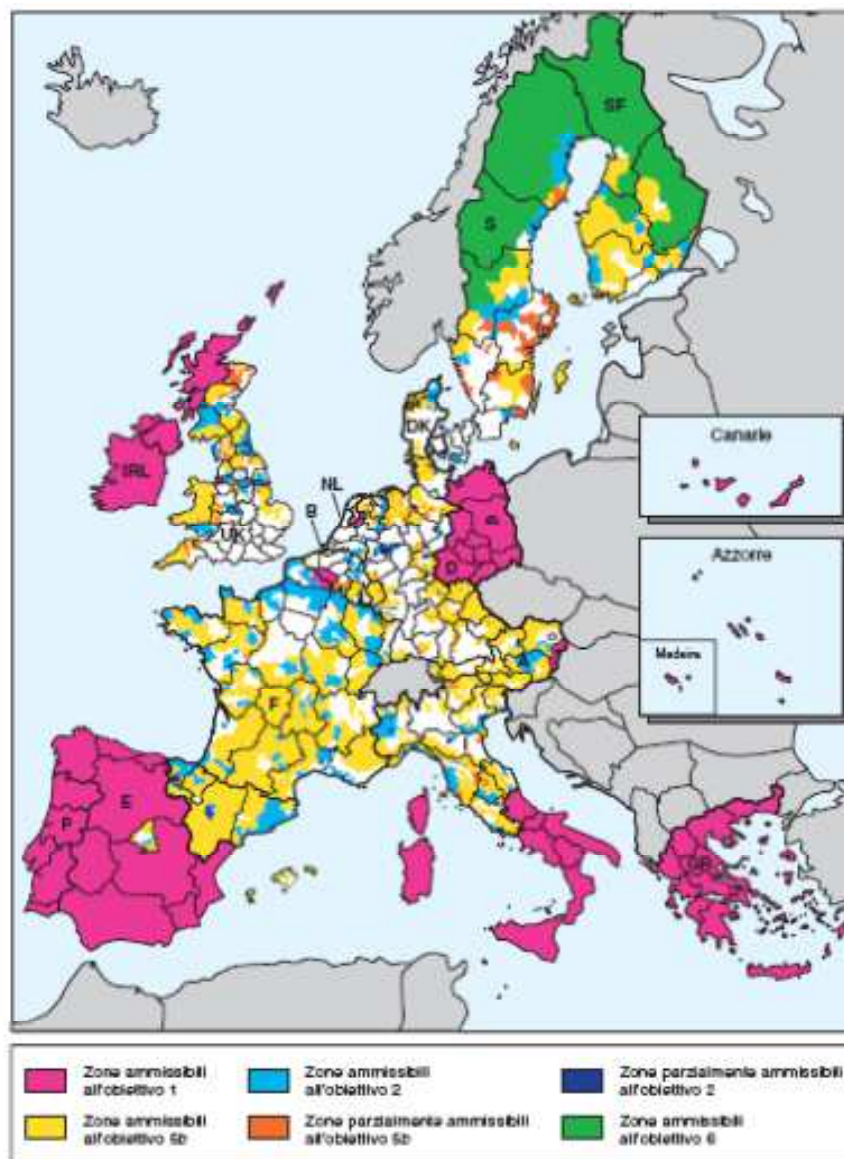 SF
S
DK
IRL
NL
B
UK
D
Canarie
Azzorre
Madeira
A
F
E
P
GR
Zone ammissibili
all'obiettivo 1
Zone ammissibili
all'obiettivo 2
Zone parzialmente ammissibili
all'obiettivo 2
Zone ammissibili
all'obiettivo 5b
Zone parzialmente ammissibili
all'obiettivo 5b
Zone ammissibili
all'obiettivo 6